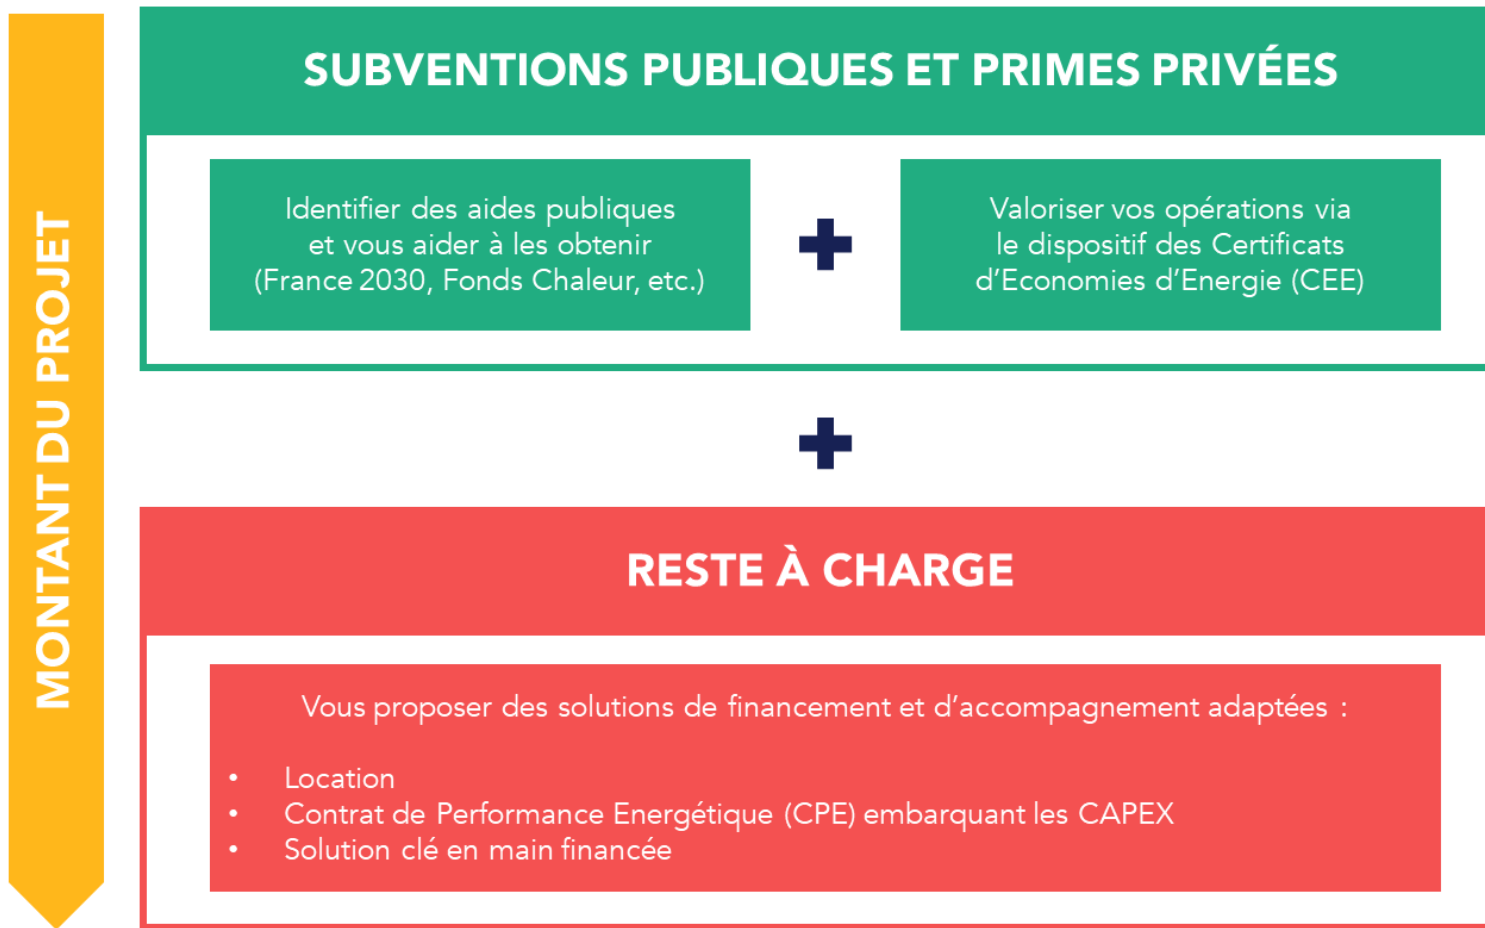 MONTANT DU PROJET
SUBVENTIONS PUBLIQUES ET PRIMES PRIVÉES
Identifier des aides publiques
et vous aider à les obtenir
(France 2030, Fonds Chaleur, etc.)
Valoriser vos opérations via
le dispositif des Certificats
d’Economies d’Energie (CEE)
RESTE À CHARGE
Vous proposer des solutions de financement et d’accompagnement adaptées :
• Location
• Contrat de Performance Energétique (CPE) embarquant les CAPEX
• Solution clé en main financée